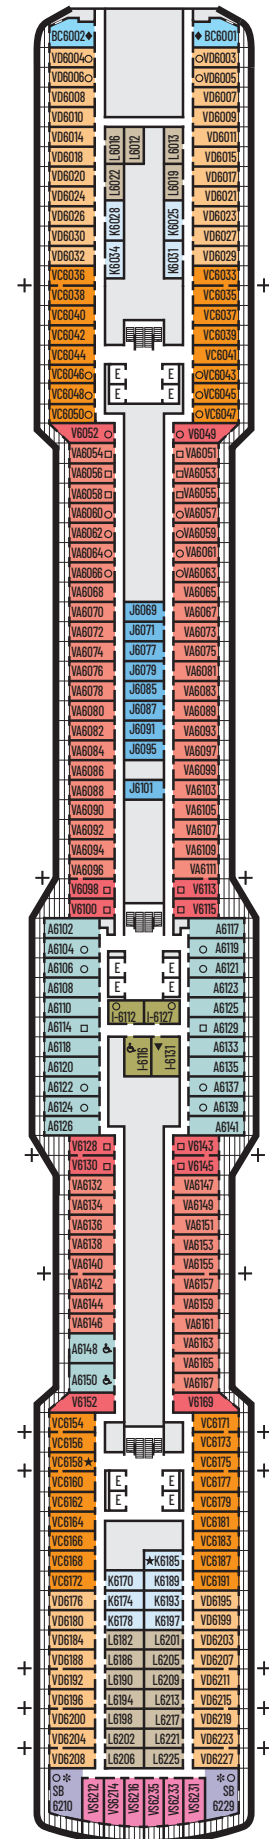 BC6002♦ ♦ BC6001
VD6004○ ○VD6003
VD6006○ ○VD6005
VD6008 VD6007
VD6010 VD6009
VD6014 L6016 L6012 L6013 VD6011
VD6018 VD6015
VD6020 L6022 L6019 VD6017
VD6024 VD6021
VD6026 K6028 K6025 VD6023
VD6030 VD6027
VD6032 K6034 K6031 VD6029
VC6036 VC6033
VC6038 VC6035
VC6040 VC6037
VC6042 VC6039
VC6044 VC6041
VC6046○ E E ○VC6043
VC6048○ E E ○VC6045
VC6050○ ○VC6047
V6052 ○ ○ V6049
VA6054□ □VA6051
VA6056□ □VA6053
VA6058□ □VA6055
VA6060○ ○VA6057
VA6062○ ○VA6059
VA6064○ ○VA6061
VA6066○ ○VA6063
VA6068 VA6065
VA6070 J6069 VA6067
VA6072 J6071 VA6073
VA6074 J6077 VA6075
VA6076 J6079 VA6081
VA6078 J6085 VA6083
VA6080 J6087 VA6089
VA6082 J6091 VA6093
VA6084 J6095 VA6097
VA6086 VA6099
VA6088 J6101 VA6103
VA6090 VA6105
VA6092 VA6107
VA6094 VA6109
VA6096 VA6111
V6098 □ □ V6113
V6100 □ □ V6115
A6102 A6117
A6104 ○ ○ A6119
A6106 ○ E E ○ A6121
A6108 E E A6123
A6110 I-6112 ○ I-6127 ○ A6125
A6114 □ □ A6129
A6118 I-6116 ♿ I-6131 ▲ A6133
A6120 A6135
A6122 ○ ○ A6137
A6124 ○ ○ A6139
A6126 A6141
V6128 □ □ V6143
V6130 □ □ V6145
VA6132 VA6147
VA6134 VA6149
VA6136 VA6151
VA6138 VA6153
VA6140 VA6155
VA6142 VA6157
VA6144 VA6159
VA6146 VA6161
A6148 ♿ VA6163
VA6165
A6150 ♿ VA6167
V6152 V6169
VC6154 VC6171
VC6156 VC6173
VC6158★ VC6175
VC6160 E E VC6177
VC6162 E E VC6179
VC6164 VC6181
VC6166 VC6183
VC6168 ★K6185 VC6187
VC6172 K6170 K6189 VC6191
VD6176 K6174 K6193 VD6195
VD6180 K6178 K6197 VD6199
VD6184 L6182 L6201 VD6203
VD6188 L6186 L6205 VD6207
VD6192 L6190 L6209 VD6211
VD6196 L6194 L6213 VD6215
VD6200 L6198 L6217 VD6219
VD6204 L6202 L6221 VD6223
VD6208 L6206 L6225 VD6227
○✻ ✻○
SB VS6212 VS6214 VS6216 VS6235 VS6233 VS6231 SB
6210 6229